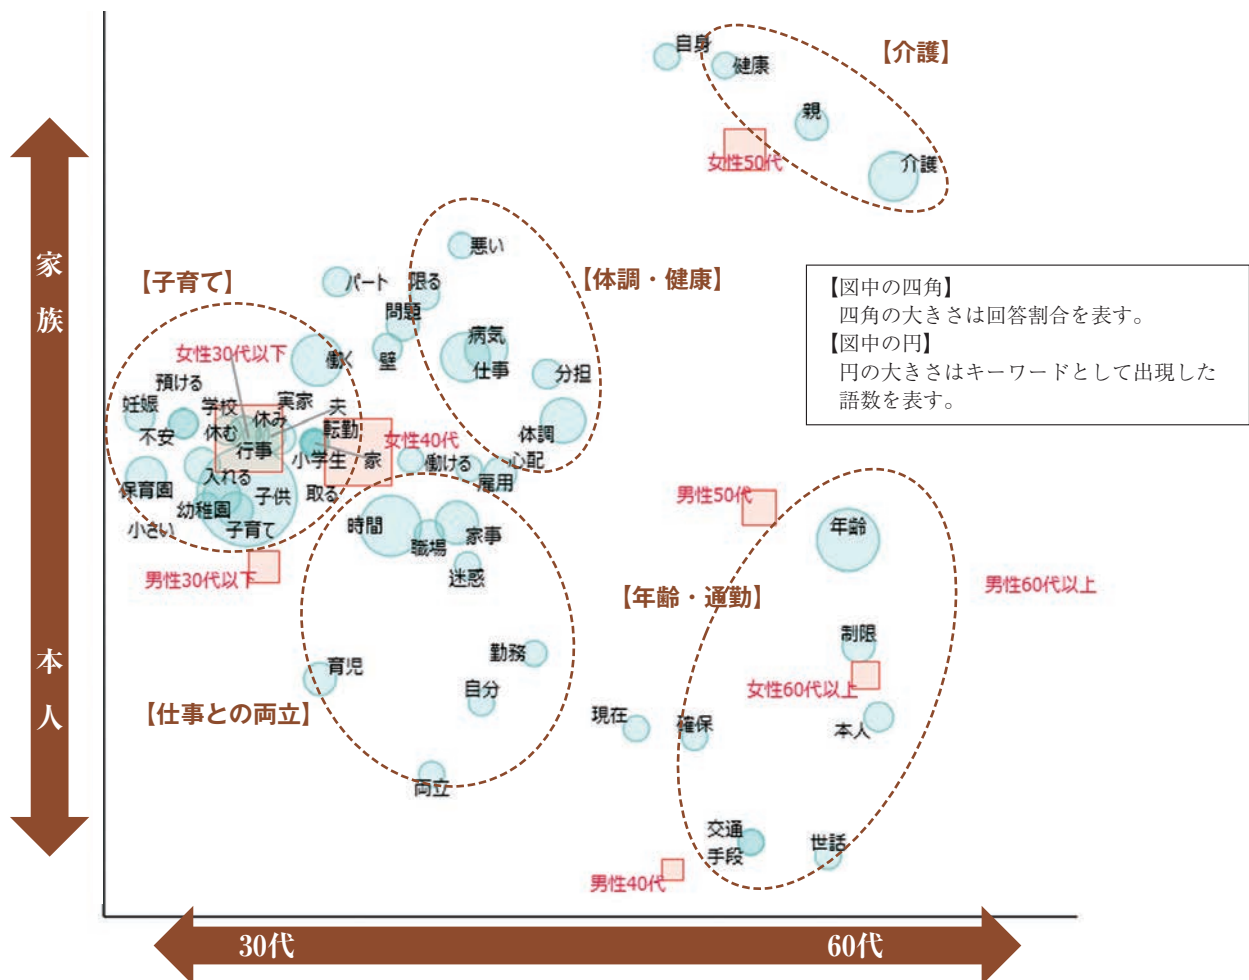 自身
健康
【介護】
親
女性50代
介護
家
族
本
人
悪い
【子育て】
パート
限る
【体調・健康】
問題
女性30代以下
働く
壁
病気
仕事
分担
預ける
妊娠
学校
実家
夫
不安
休む
休み
転勤
行事
小学生
家
女性40代
体調
心配
入れる
働ける
雇用
保育園
子供
取る
幼稚園
小さい
子育て
時間
職場
家事
迷惑
男性30代以下
【図中の四角】
四角の大きさは回答割合を表す。
【図中の円】
円の大きさはキーワードとして出現した
語数を表す。
男性50代
年齢
【年齢・通勤】
男性60代以上
制限
勤務
育児
自分
女性60代以上
【仕事との両立】
現在
確保
本人
両立
交通
手段
世話
男性40代
30代
60代